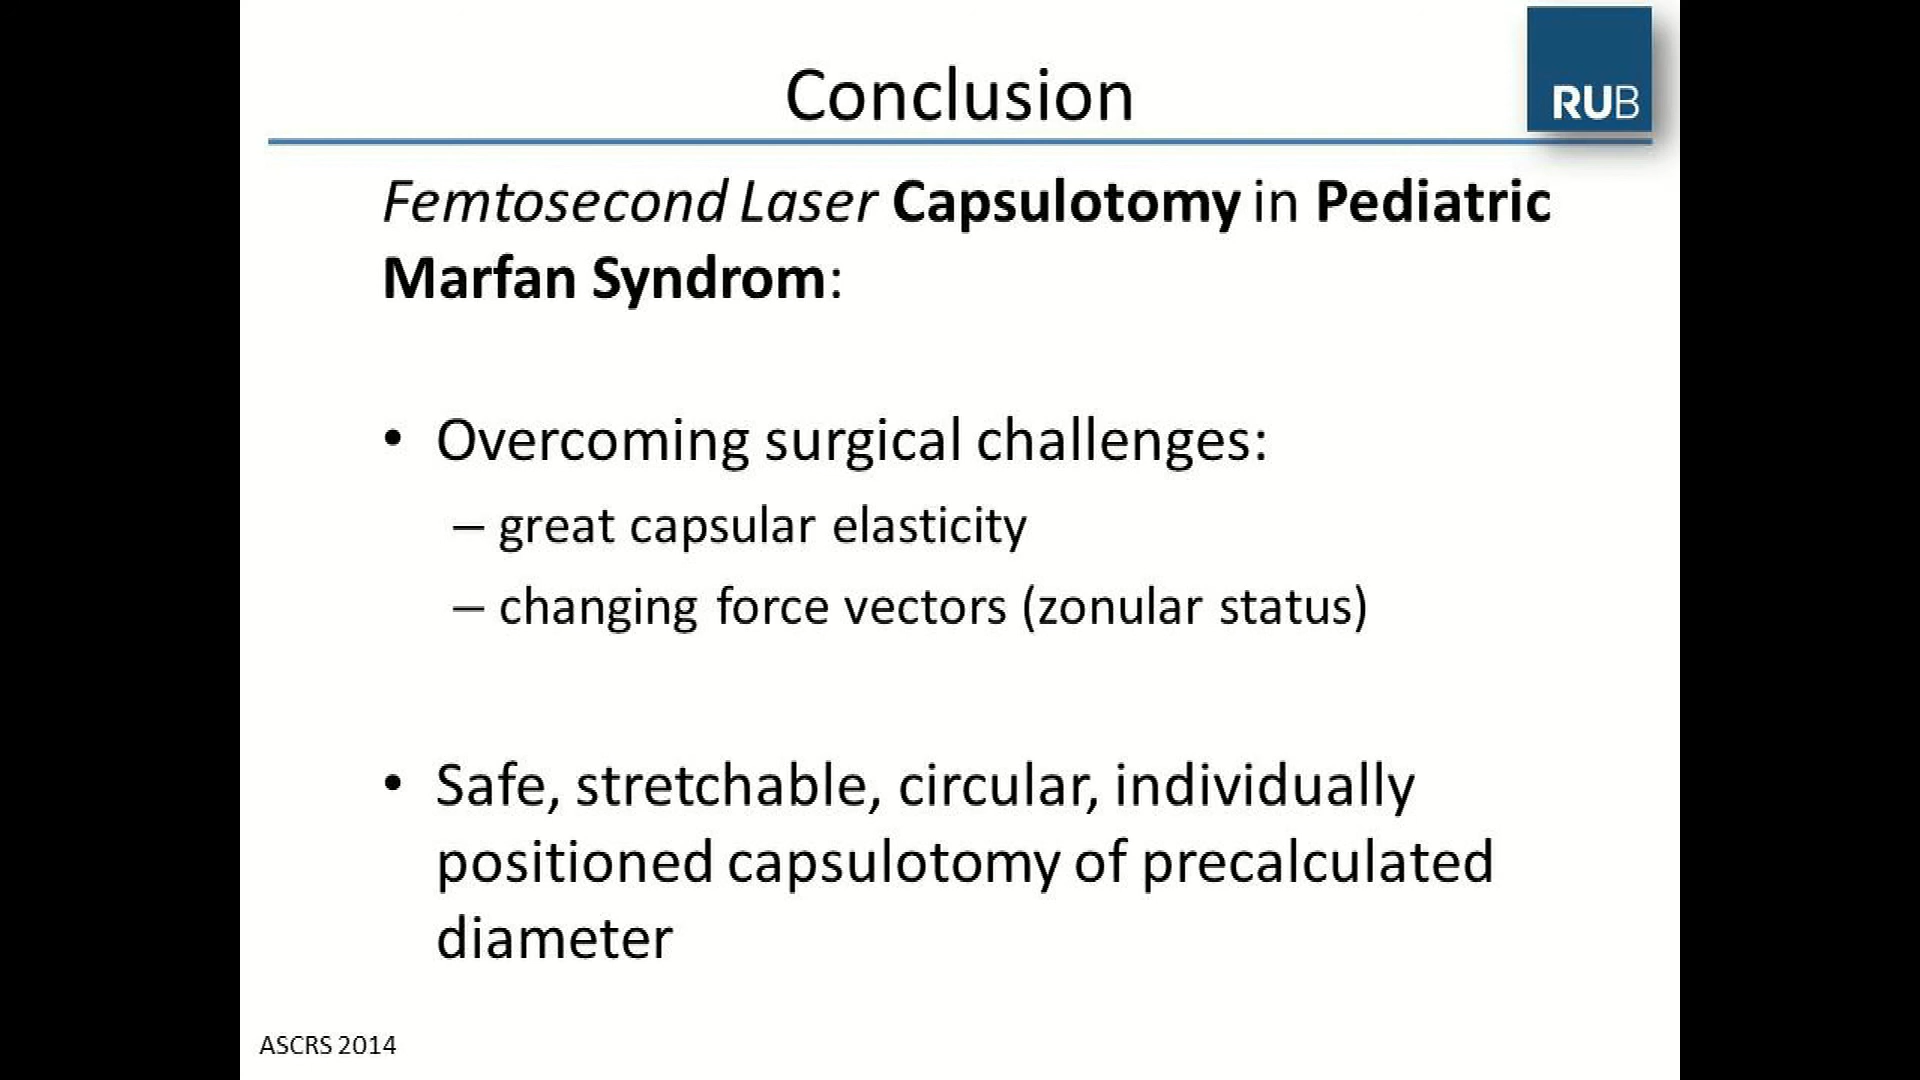 Conclusion
RUB
Femtosecond Laser Capsulotomy in Pediatric
Marfan Syndrom:
• Overcoming surgical challenges:
– great capsular elasticity
– changing force vectors (zonular status)
• Safe, stretchable, circular, individually
positioned capsulotomy of precalculated
diameter
ASCRS 2014